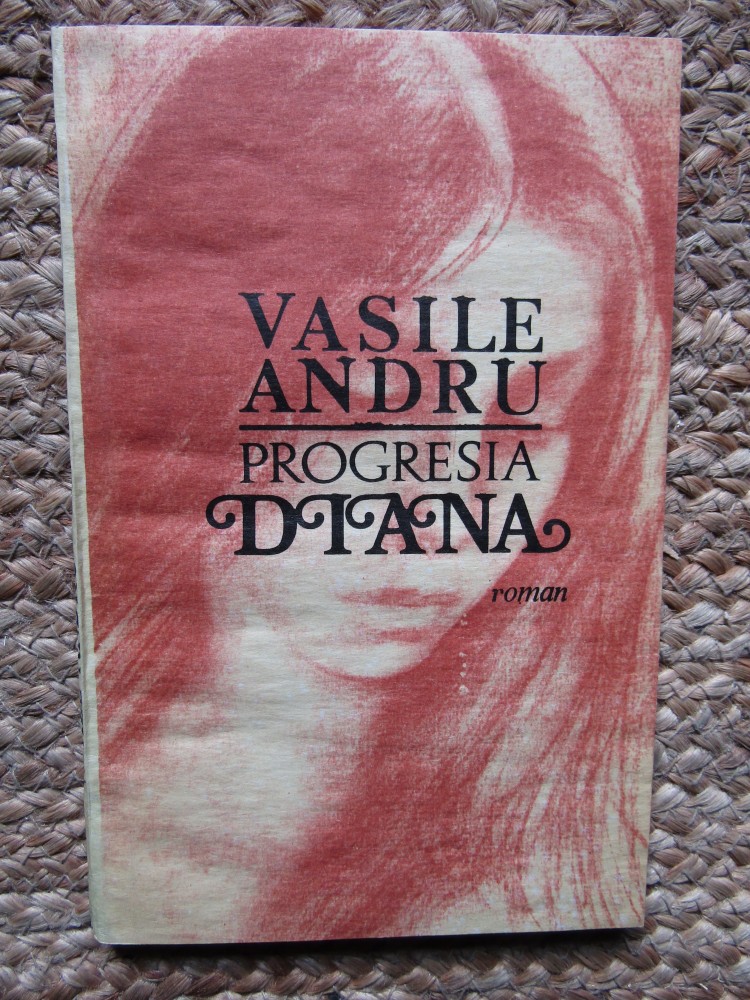 VASILE
ANDRU
PROGRESIA
DIANA
roman